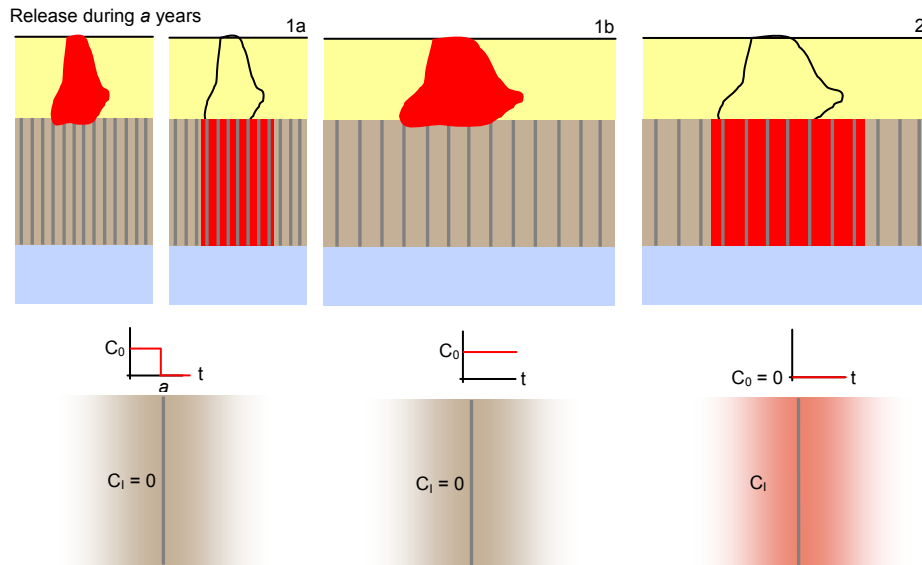 Release during a years
1a
1b
2
C₀
t
a
C₀
t
C₀ = 0
t
Cₗ = 0
Cₗ = 0
Cₗ